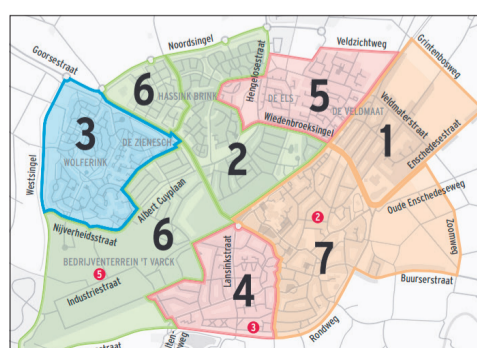 Noordsingel
Goorsestraat
Veldzichtweg
Grintenbosweg
6
HASSINK BRINK
Hengelosestraat
DE ELS
5
DE VELDMAAT
Veldmaterstraat
Enschedesestraat
1
3
DE ZIENESCH
WOLFERINK
2
Wiedenbroeksingel
Westsingel
Albert Cuyplaan
Oude Enschedeseweg
2
Nijverheidsstraat
6
7
Zoomweg
BEDRIJVENTERREIN 'T VARCK
5
Lansinkstraat
Industriestraat
4
Buurserstraat
3
Rondweg